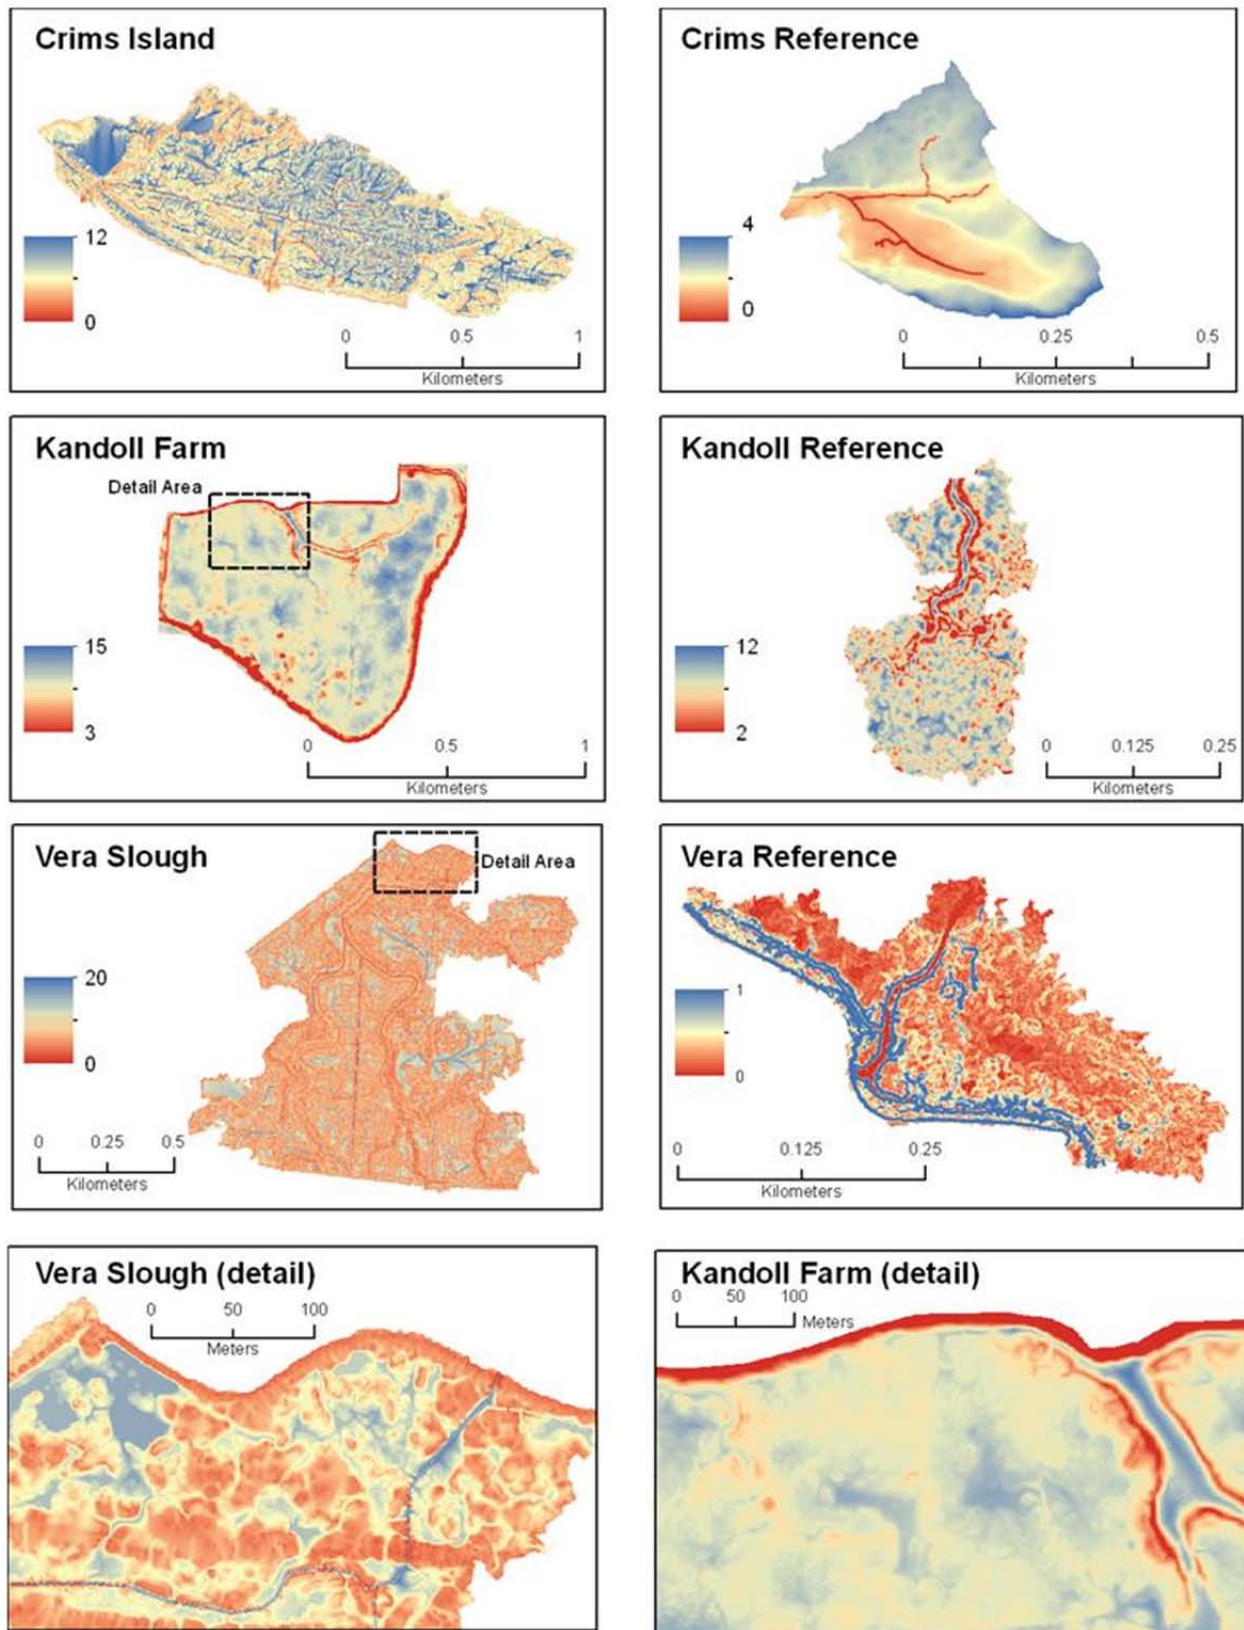 Crims Island
12
0
0 0.5 1
Kilometers
Crims Reference
4
0
0 0.25 0.5
Kilometers
Kandoll Farm
Detail Area
15
3
0 0.5 1
Kilometers
Kandoll Reference
12
2
0 0.125 0.25
Kilometers
Vera Slough
Detail Area
20
0
0 0.25 0.5
Kilometers
Vera Reference
1
0
0 0.125 0.25
Kilometers
Vera Slough (detail)
0 50 100
Meters
Kandoll Farm (detail)
0 50 100
Meters